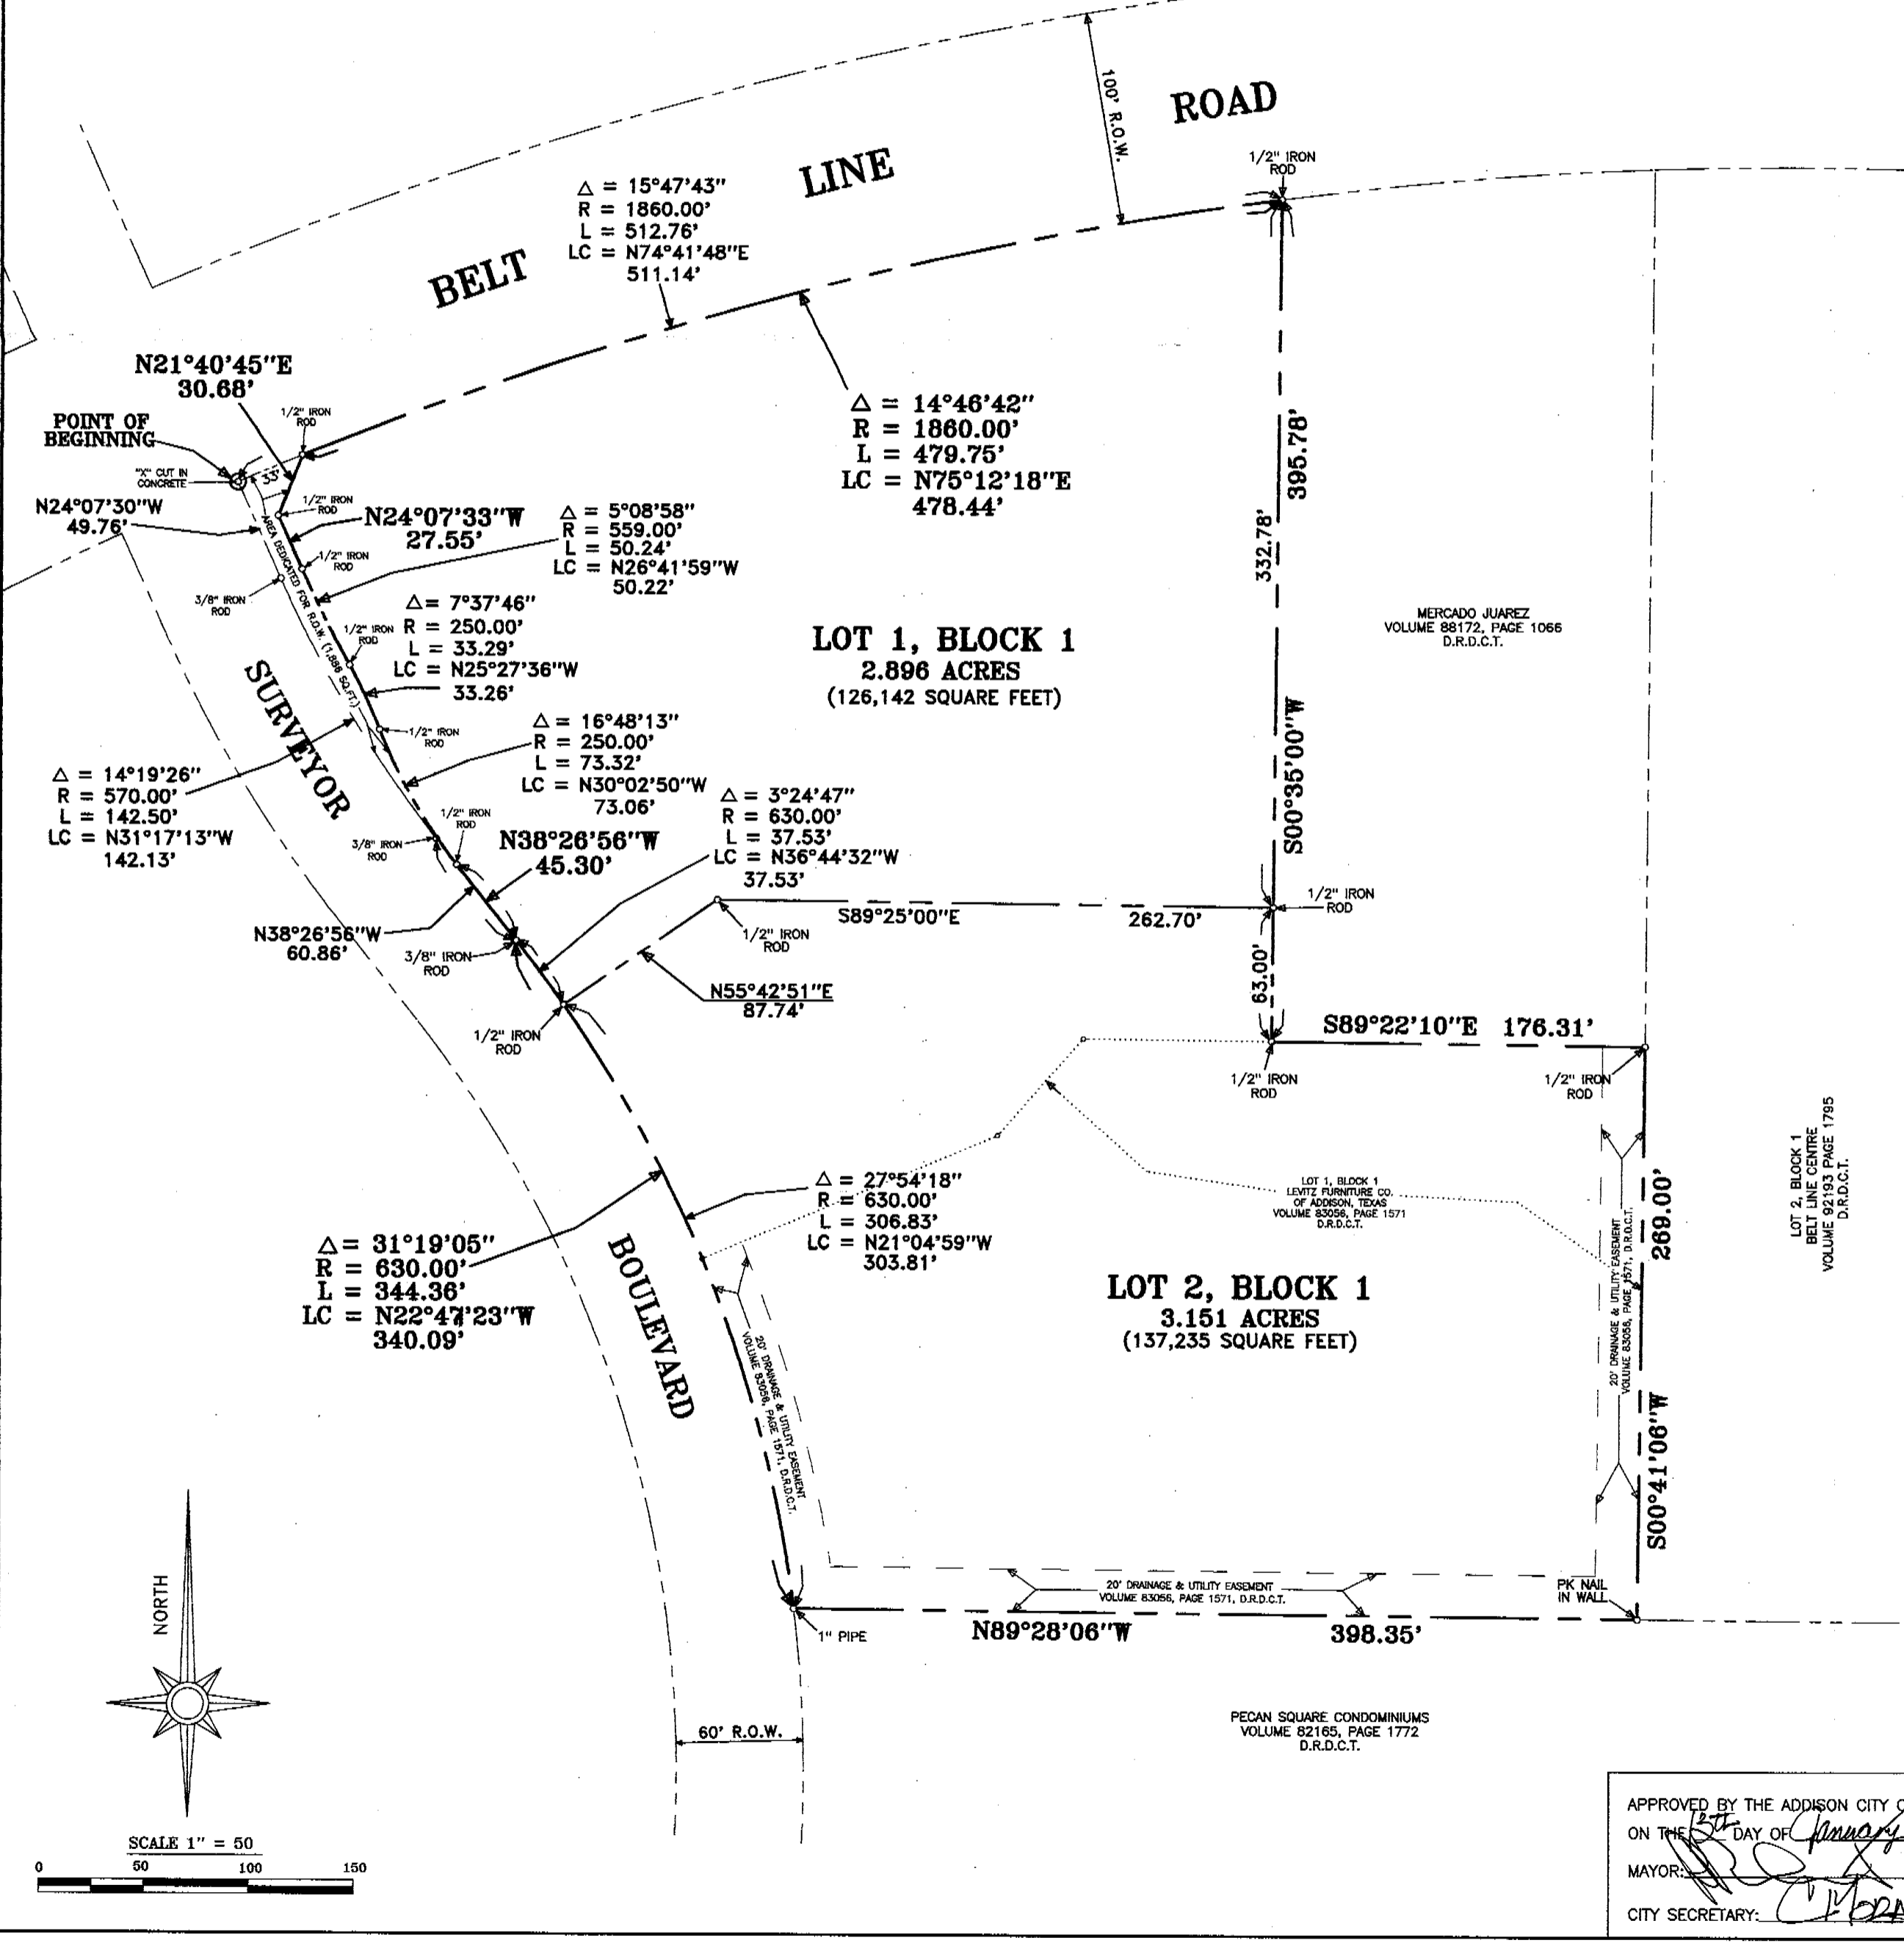 100' R.O.W.
ROAD
LINE
BELT
1/2" IRON
ROD
△ = 15°47'43"
R = 1860.00'
L = 512.76'
LC = N74°41'48"E
511.14'
N21°40'45"E
30.68'
POINT OF
BEGINNING
1/2" IRON
ROD
"X" CUT IN
CONCRETE
33'
N24°07'30"W
49.76'
1/2" IRON
ROD
N24°07'33"W
27.55'
△ = 14°46'42"
R = 1860.00'
L = 479.75'
LC = N75°12'18"E
478.44'
△ = 5°08'58"
R = 559.00'
L = 50.24'
LC = N26°41'59"W
50.22'
1/2" IRON
ROD
3/8" IRON
ROD
AREA DEDICATED FOR R.O.W. (1,886 SQ.FT.)
△= 7°37'46"
R = 250.00'
L = 33.29'
LC = N25°27'36"W
33.26'
1/2" IRON
ROD
395.78'
332.78'
S00°35'00"W
MERCADO JUAREZ
VOLUME 88172, PAGE 1066
D.R.D.C.T.
LOT 1, BLOCK 1
2.896 ACRES
(126,142 SQUARE FEET)
SURVEYOR
1/2" IRON
ROD
△ = 16°48'13"
R = 250.00'
L = 73.32'
LC = N30°02'50"W
73.06'
△ = 14°19'26"
R = 570.00'
L = 142.50'
LC = N31°17'13"W
142.13'
△ = 3°24'47"
R = 630.00'
L = 37.53'
LC = N36°44'32"W
37.53'
1/2" IRON
ROD
3/8" IRON
ROD
N38°26'56"W
45.30'
N38°26'56"W
60.86'
3/8" IRON
ROD
S89°25'00"E
262.70'
1/2" IRON
ROD
1/2" IRON
ROD
63.00'
N55°42'51"E
87.74'
1/2" IRON
ROD
S89°22'10"E 176.31'
1/2" IRON
ROD
1/2" IRON
ROD
LOT 2, BLOCK 1
BELT LINE CENTRE
VOLUME 92193 PAGE 1795
D.R.D.C.T.
△ = 27°54'18"
R = 630.00'
L = 306.83'
LC = N21°04'59"W
303.81'
LOT 1, BLOCK 1
LEVITZ FURNITURE CO.
OF ADDISON, TEXAS
VOLUME 83056, PAGE 1571
D.R.D.C.T.
20' DRAINAGE & UTILITY EASEMENT
VOLUME 83056, PAGE 1571, D.R.D.C.T.
269.00'
S00°41'06"W
△= 31°19'05"
R = 630.00'
L = 344.36'
LC = N22°47'23"W
340.09'
BOULEVARD
LOT 2, BLOCK 1
3.151 ACRES
(137,235 SQUARE FEET)
20' DRAINAGE & UTILITY EASEMENT
VOLUME 83056, PAGE 1571, D.R.D.C.T.
20' DRAINAGE & UTILITY EASEMENT
VOLUME 83056, PAGE 1571, D.R.D.C.T.
PK NAIL
IN WALL
1" PIPE
N89°28'06"W
398.35'
NORTH
60' R.O.W.
PECAN SQUARE CONDOMINIUMS
VOLUME 82165, PAGE 1772
D.R.D.C.T.
SCALE 1" = 50
0 50 100 150
APPROVED BY THE ADDISON CITY
ON THE 13th DAY OF January
MAYOR:
CITY SECRETARY: